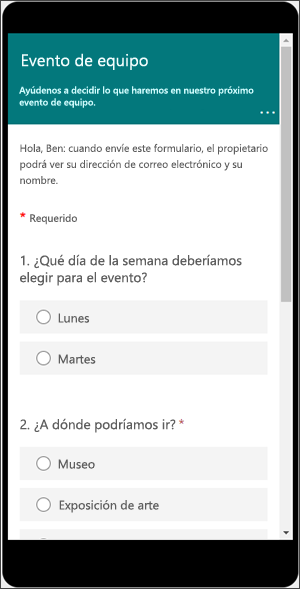 Evento de equipo
Ayúdenos a decidir lo que haremos en nuestro próximo
evento de equipo.
...
Hola, Ben: cuando envíe este formulario, el propietario
podrá ver su dirección de correo electrónico y su
nombre.
* Requerido
1. ¿Qué día de la semana deberíamos
elegir para el evento?
Lunes
Martes
2. ¿A dónde podríamos ir? *
Museo
Exposición de arte